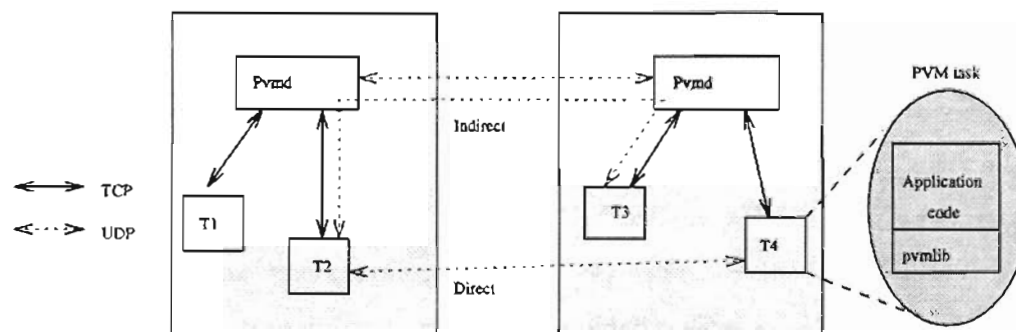 Pvmd
Pvmd
PVM task
Indirect
TCP
UDP
T1
T2
T3
T4
Direct
Application
code
pvmlib